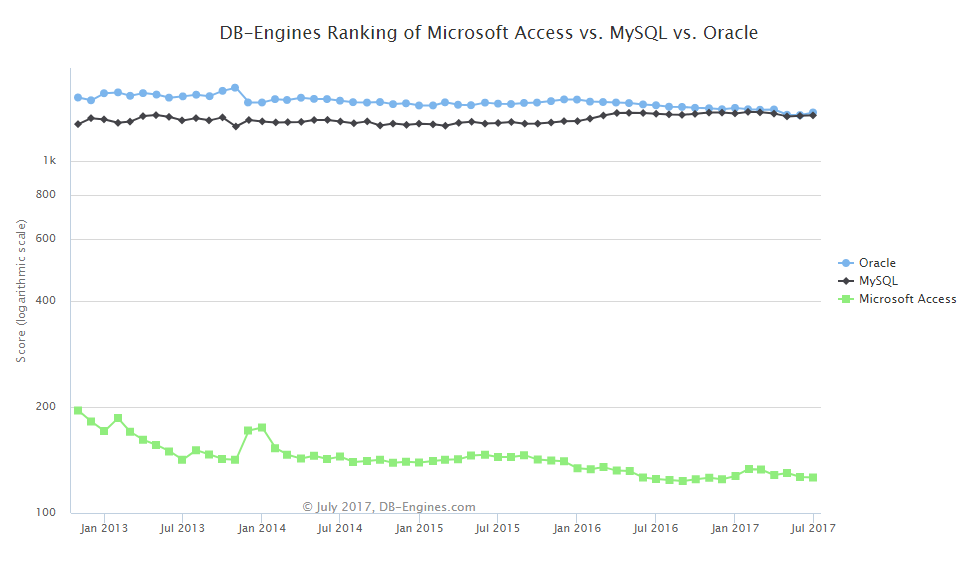 DB-Engines Ranking of Microsoft Access vs. MySQL vs. Oracle
Score (logarithmic scale)
1k
800
600
400
200
100
Oracle
MySQL
Microsoft Access
© July 2017, DB-Engines.com
Jan 2013 Jul 2013 Jan 2014 Jul 2014 Jan 2015 Jul 2015 Jan 2016 Jul 2016 Jan 2017 Jul 2017